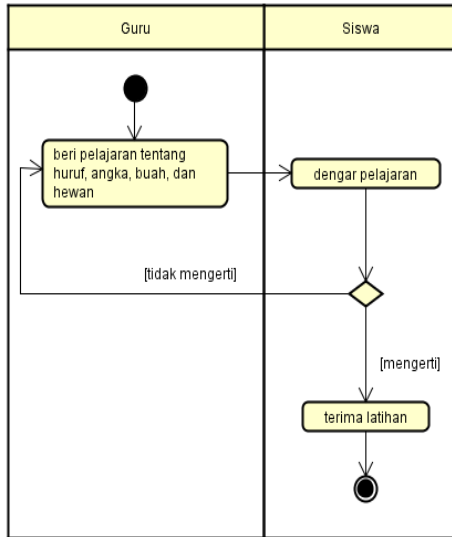 Guru
Siswa
beri pelajaran tentang
huruf, angka, buah, dan
hewan
dengar pelajaran
[tidak mengerti]
[mengerti]
terima latihan